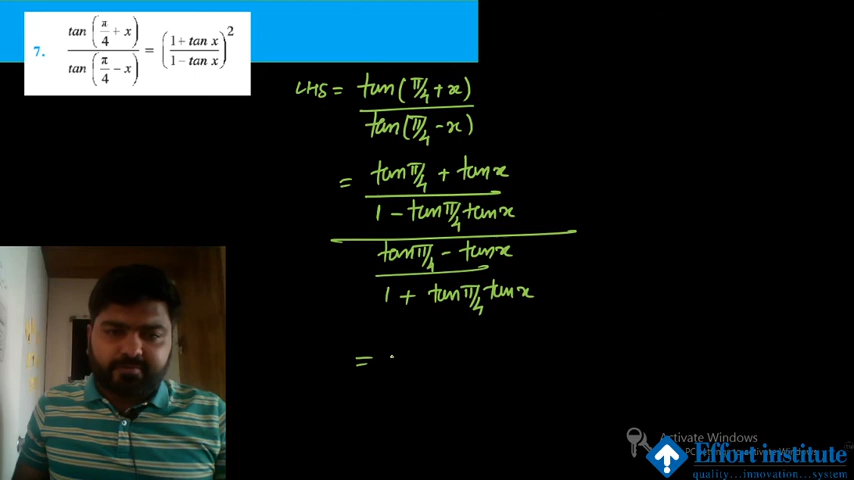 7. tan (π/4 + x) / tan (π/4 – x) = ((1+ tan x)/(1– tan x))²
LHS = tan(π/4 + x)
tan(π/4 - x)
= tan π/4 + tan x
1 - tan π/4 tan x
tan π/4 - tan x
1 + tan π/4 tan x
=
Activate Windows
Effort institute
quality...innovation...system